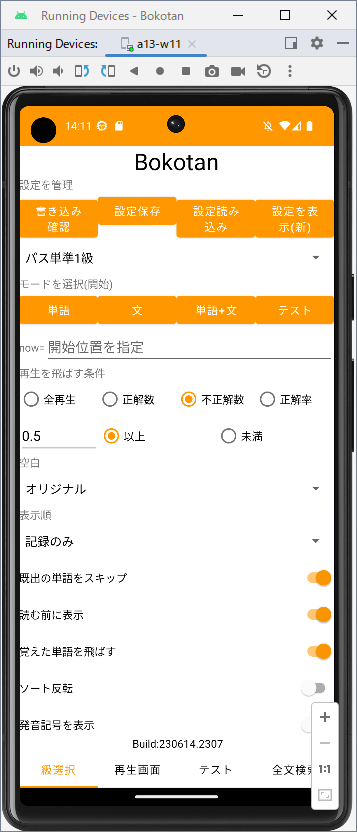 Running Devices - Bokotan
Running Devices:
a13-w11
14:11
Bokotan
設定を管理
書き込み
確認
設定保存
設定読み
込み
設定を表
示(新)
パス単準1級
モードを選択(開始)
単語
文
単語+文
テスト
now=
開始位置を指定
再生を飛ばす条件
全再生
正解数
不正解数
正解率
0.5
以上
未満
空白
オリジナル
表示順
記録のみ
既出の単語をスキップ
読む前に表示
覚えた単語を飛ばす
ソート反転
発音記号を表示
Build:230614.2307
級選択
再生画面
テスト
全文検索
1:1